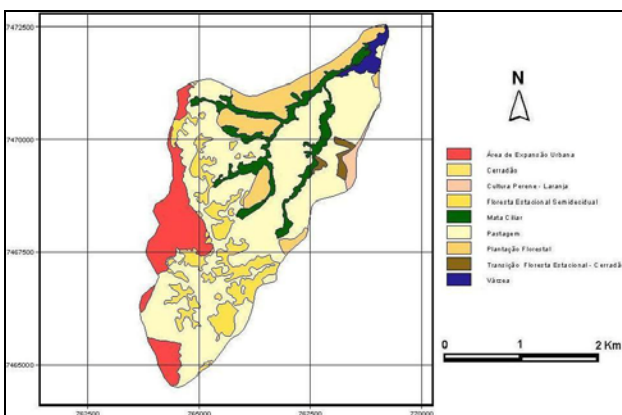 7472500
7470000
7467500
7465000
762500
765000
767500
770000
N
Área de Expansão Urbana
Cerradão
Cultura Perene - Laranja
Floresta Estacional Semidecidual
Mata Ciliar
Pastagem
Plantação Florestal
Transição Floresta Estacional - Cerradão
Várzea
0 1 2 Km